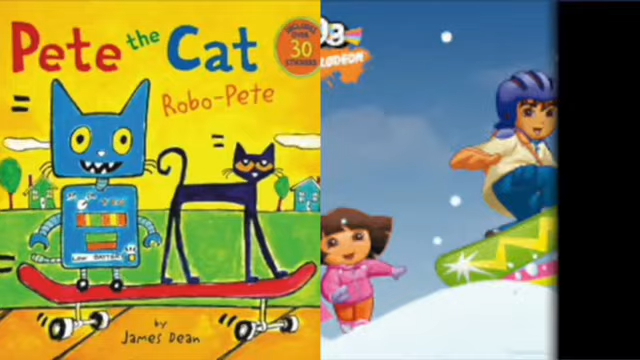 Pete the Cat
INCLUDES
OVER
30
STICKERS
Robo-Pete
LOW BATTERY
by
James Dean